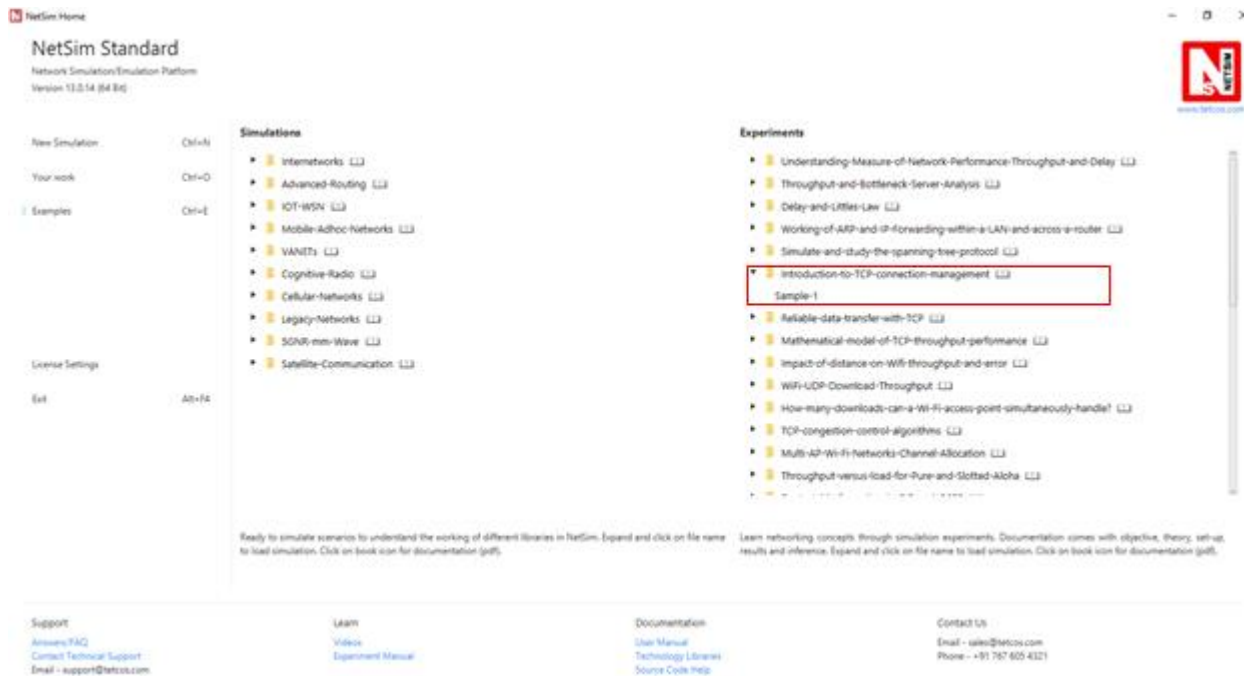 NetSim Home
NetSim Standard
Network Simulation/Emulation Platform
Version 13.0.14 (64 Bit)
NETSIM
www.tetcos.com
New Simulation Ctrl+N
Your work Ctrl+O
Examples Ctrl+E
License Settings
Exit Alt+F4
Simulations
Internetworks
Advanced-Routing
IOT-WSN
Mobile-Adhoc-Networks
VANETs
Cognitive-Radio
Cellular-Networks
Legacy-Networks
5GNR-mm-Wave
Satellite-Communication
Ready to simulate scenarios to understand the working of different libraries in NetSim. Expand and click on file name
to load simulation. Click on book icon for documentation (pdf).
Experiments
Understanding-Measure-of-Network-Performance-Throughput-and-Delay
Throughput-and-Bottleneck-Server-Analysis
Delay-and-Littles-Law
Working-of-ARP-and-IP-Forwarding-within-a-LAN-and-across-a-router
Simulate-and-study-the-spanning-tree-protocol
Introduction-to-TCP-connection-management
Sample-1
Reliable-data-transfer-with-TCP
Mathematical-model-of-TCP-throughput-performance
Impact-of-distance-on-Wifi-throughput-and-error
WiFi-UDP-Download-Throughput
How-many-downloads-can-a-Wi-Fi-access-point-simultaneously-handle?
TCP-congestion-control-algorithms
Multi-AP-Wi-Fi-Networks-Channel-Allocation
Throughput-versus-load-for-Pure-and-Slotted-Aloha
Learn networking concepts through simulation experiments. Documentation comes with objective, theory, set-up,
results and inference. Expand and click on file name to load simulation. Click on book icon for documentation (pdf).
Support
Answers/FAQ
Contact Technical Support
Email - support@tetcos.com
Learn
Videos
Experiment Manual
Documentation
User Manual
Technology Libraries
Source Code Help
Contact Us
Email - sales@tetcos.com
Phone - +91 767 605 4321